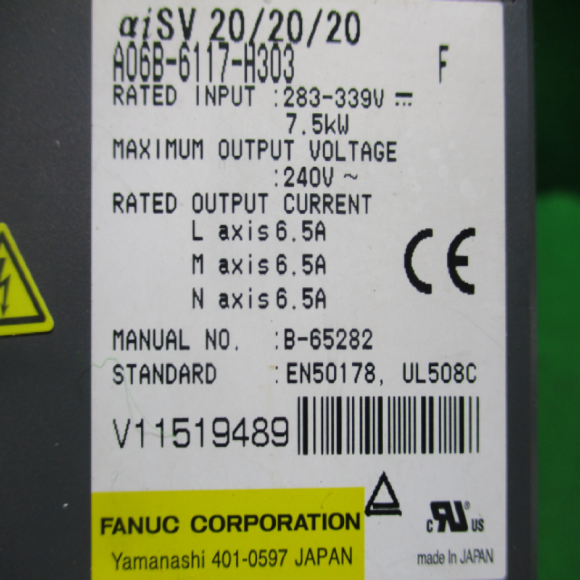 αiSV 20/20/20
A06B-6117-H303 F
RATED INPUT :283-339V ⎓
7.5kW
MAXIMUM OUTPUT VOLTAGE
:240V ~
RATED OUTPUT CURRENT
L axis 6.5A
M axis 6.5A
N axis 6.5A
CE
MANUAL NO. :B-65282
STANDARD :EN50178, UL508C
V11519489
FANUC CORPORATION
Yamanashi 401-0597 JAPAN
c RU US
made in JAPAN